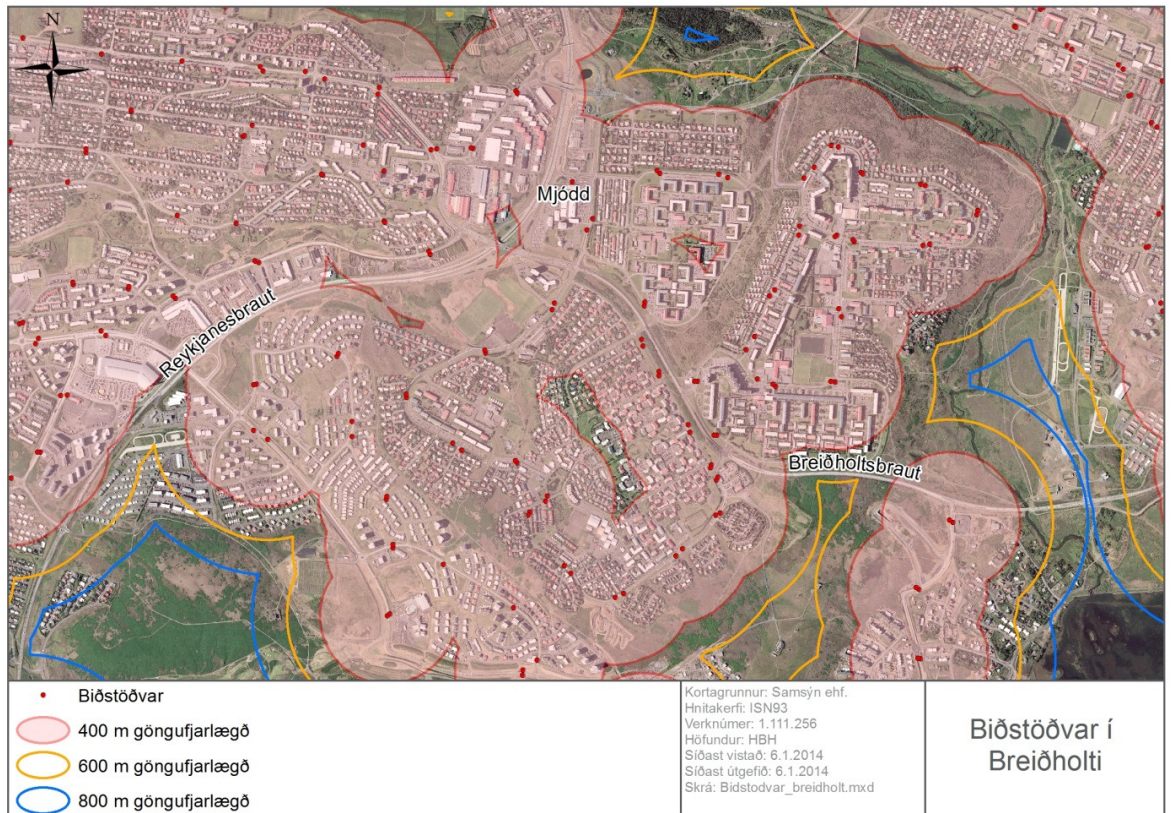 N
Mjódd
Reykjanesbraut
Breiðholtsbraut
Biðstöðvar
400 m göngufjarlægð
600 m göngufjarlægð
800 m göngufjarlægð
Kortagrunnur: Samsýn ehf.
Hnitakerfi: ISN93
Verknúmer: 1.111.256
Höfundur: HBH
Síðast vistað: 6.1.2014
Síðast útgefið: 6.1.2014
Skrá: Bidstodvar_breidholt.mxd
Biðstöðvar í
Breiðholti